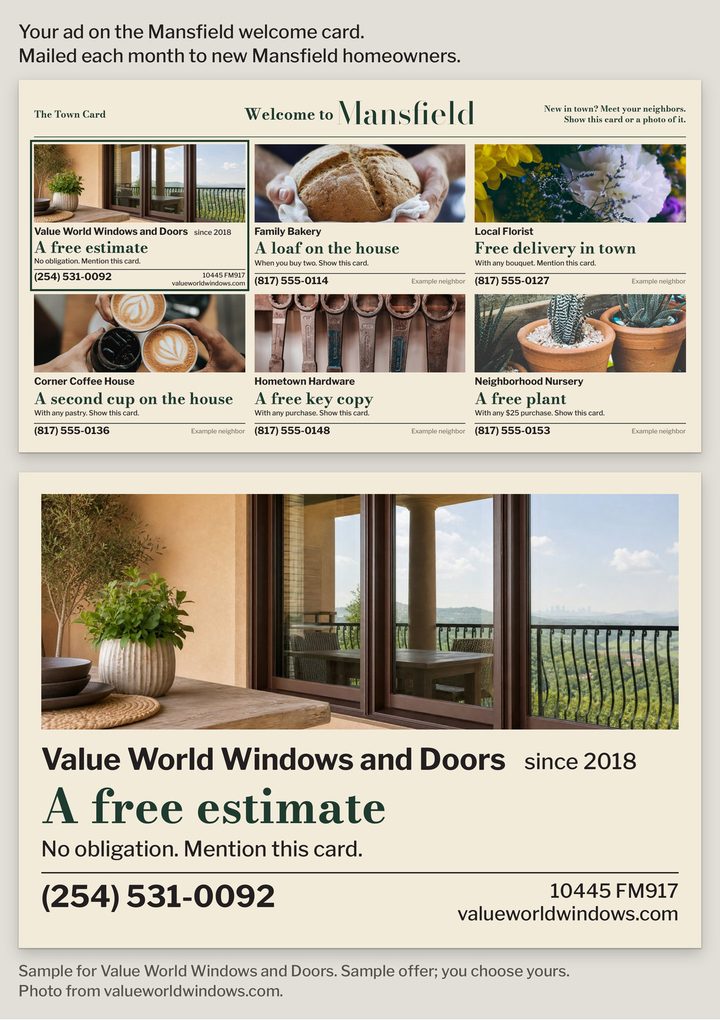 Your ad on the Mansfield welcome card.
Mailed each month to new Mansfield homeowners.
The Town Card
Welcome to Mansfield
New in town? Meet your neighbors.
Show this card or a photo of it.
Value World Windows and Doors since 2018
A free estimate
No obligation. Mention this card.
(254) 531-0092
10445 FM917
valueworldwindows.com
Family Bakery
A loaf on the house
When you buy two. Show this card.
(817) 555-0114
Example neighbor
Local Florist
Free delivery in town
With any bouquet. Mention this card.
(817) 555-0127
Example neighbor
Corner Coffee House
A second cup on the house
With any pastry. Show this card.
(817) 555-0136
Example neighbor
Hometown Hardware
A free key copy
With any purchase. Show this card.
(817) 555-0148
Example neighbor
Neighborhood Nursery
A free plant
With any $25 purchase. Show this card.
(817) 555-0153
Example neighbor
Value World Windows and Doors since 2018
A free estimate
No obligation. Mention this card.
(254) 531-0092
10445 FM917
valueworldwindows.com
Sample for Value World Windows and Doors. Sample offer; you choose yours.
Photo from valueworldwindows.com.